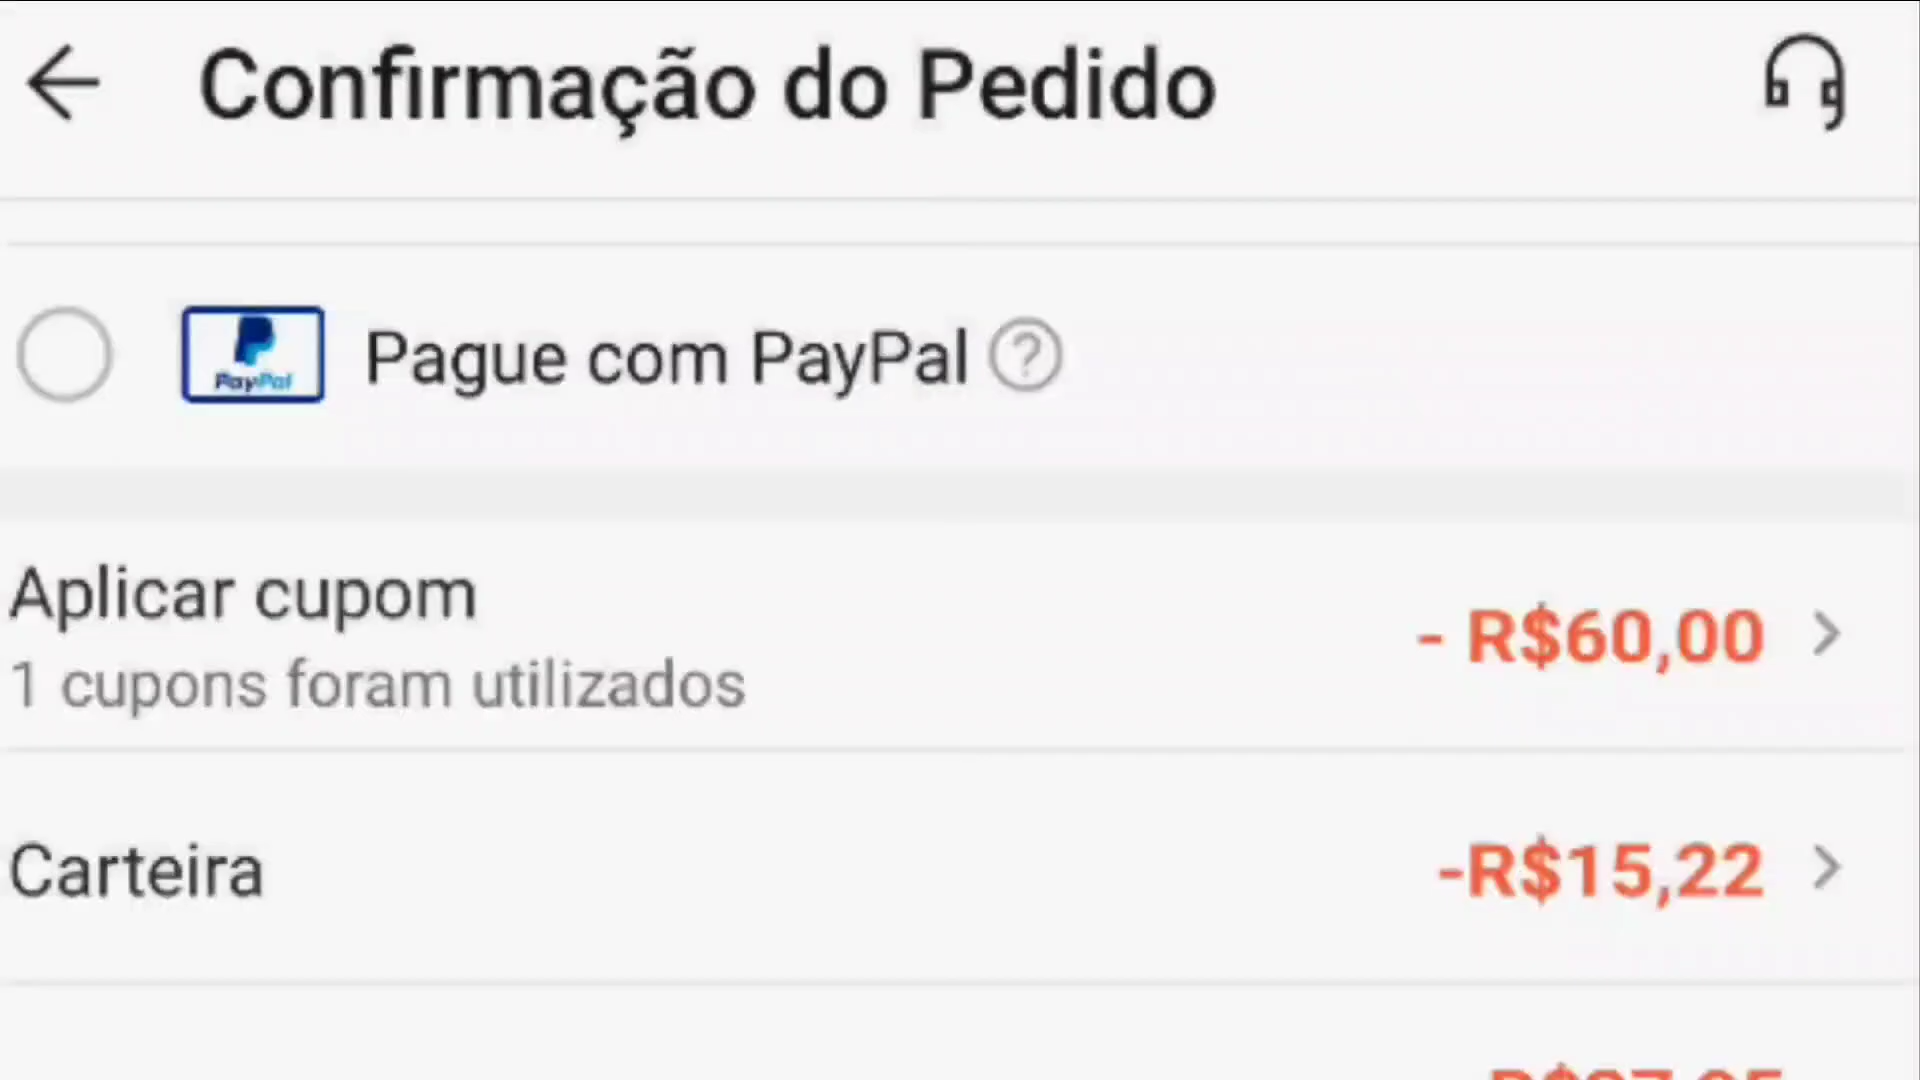 Confirmação do Pedido
PayPal
Pague com PayPal ?
Aplicar cupom
- R$60,00
1 cupons foram utilizados
Carteira
-R$15,22